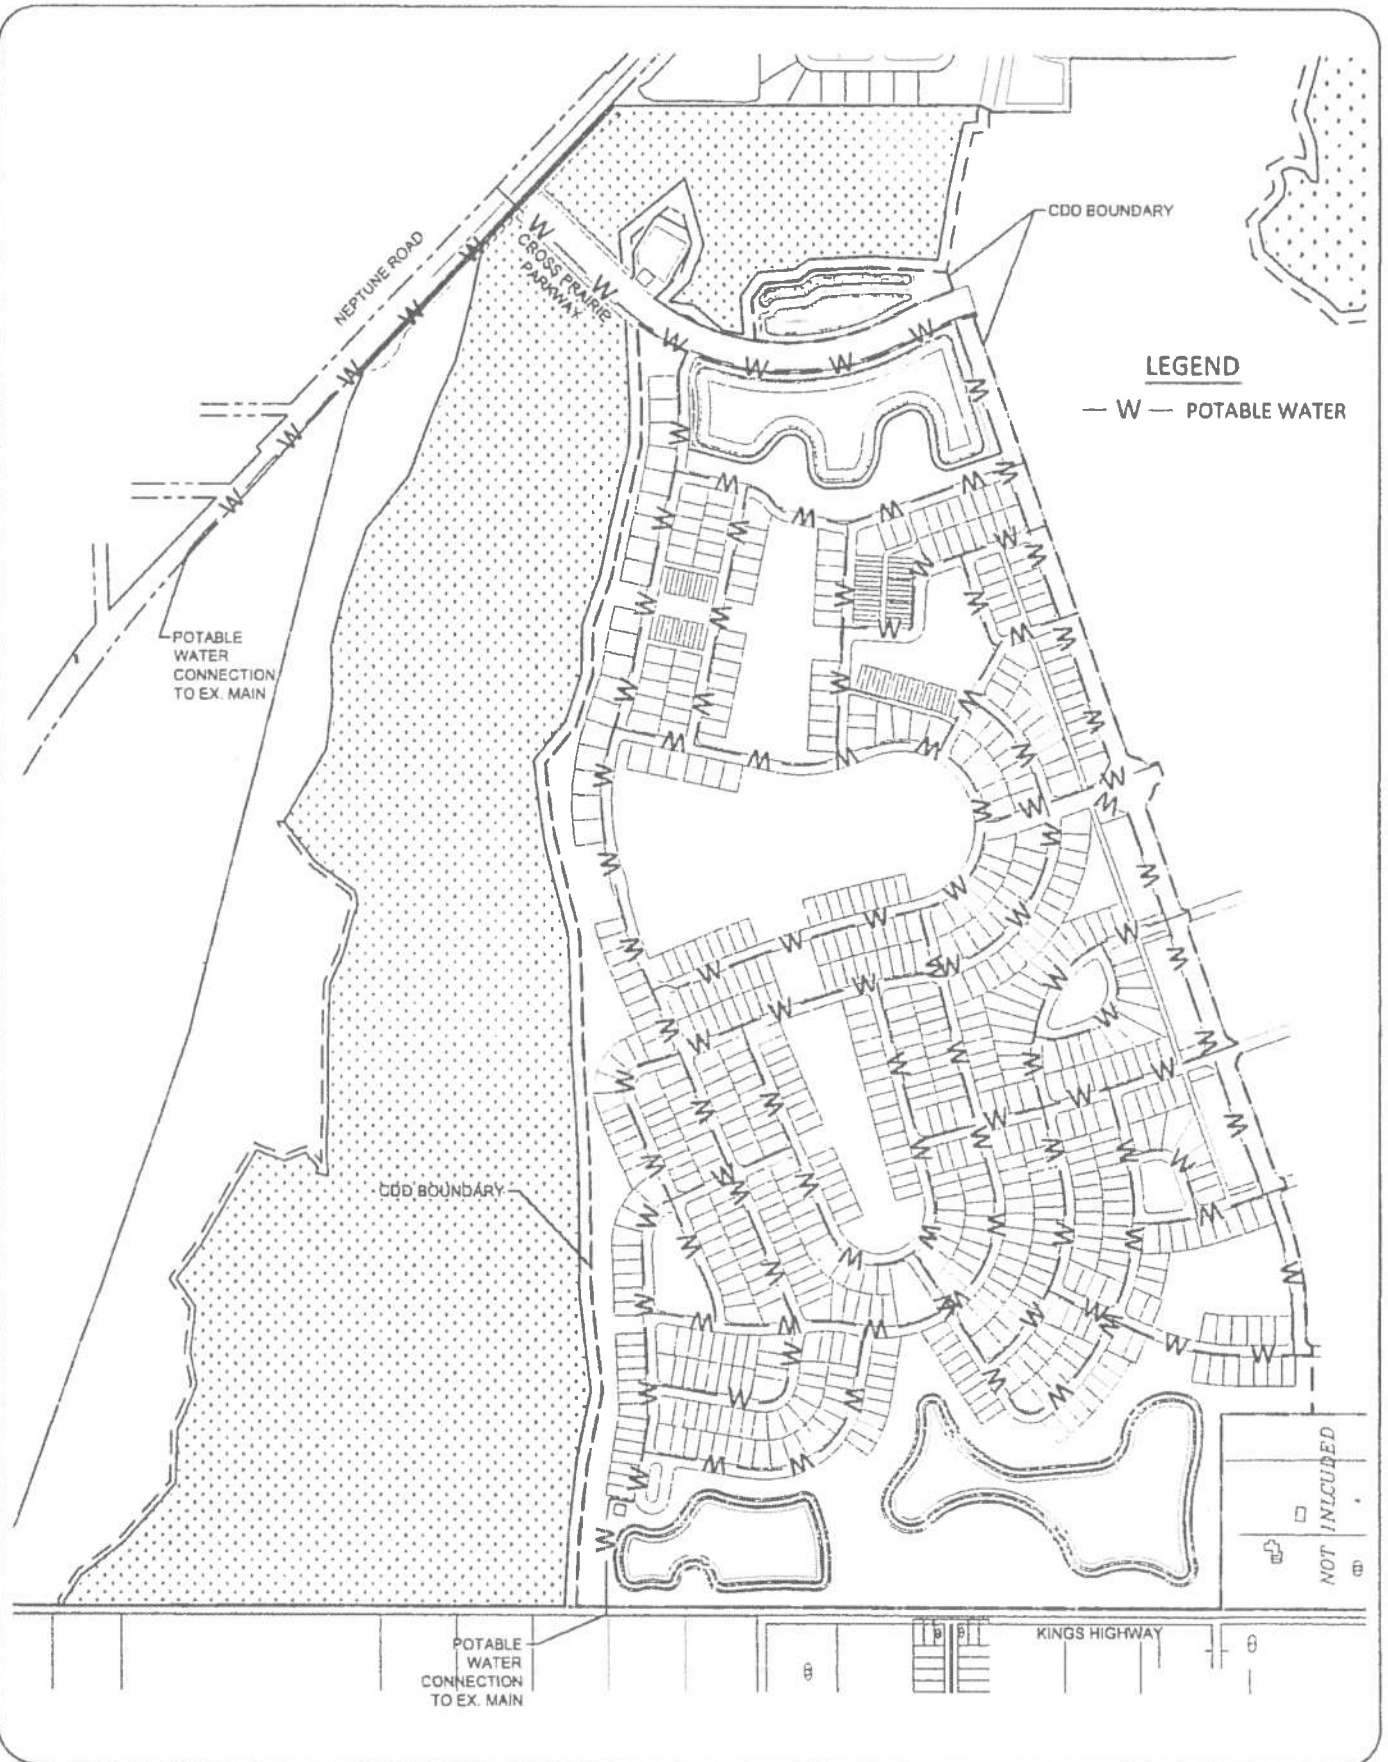 CDD BOUNDARY
NEPTUNE ROAD
W
CROSS PRAIRIE
PARKWAY
LEGEND
— W — POTABLE WATER
POTABLE
WATER
CONNECTION
TO EX. MAIN
CDD BOUNDARY
NOT INLCUDED
KINGS HIGHWAY
POTABLE
WATER
CONNECTION
TO EX. MAIN